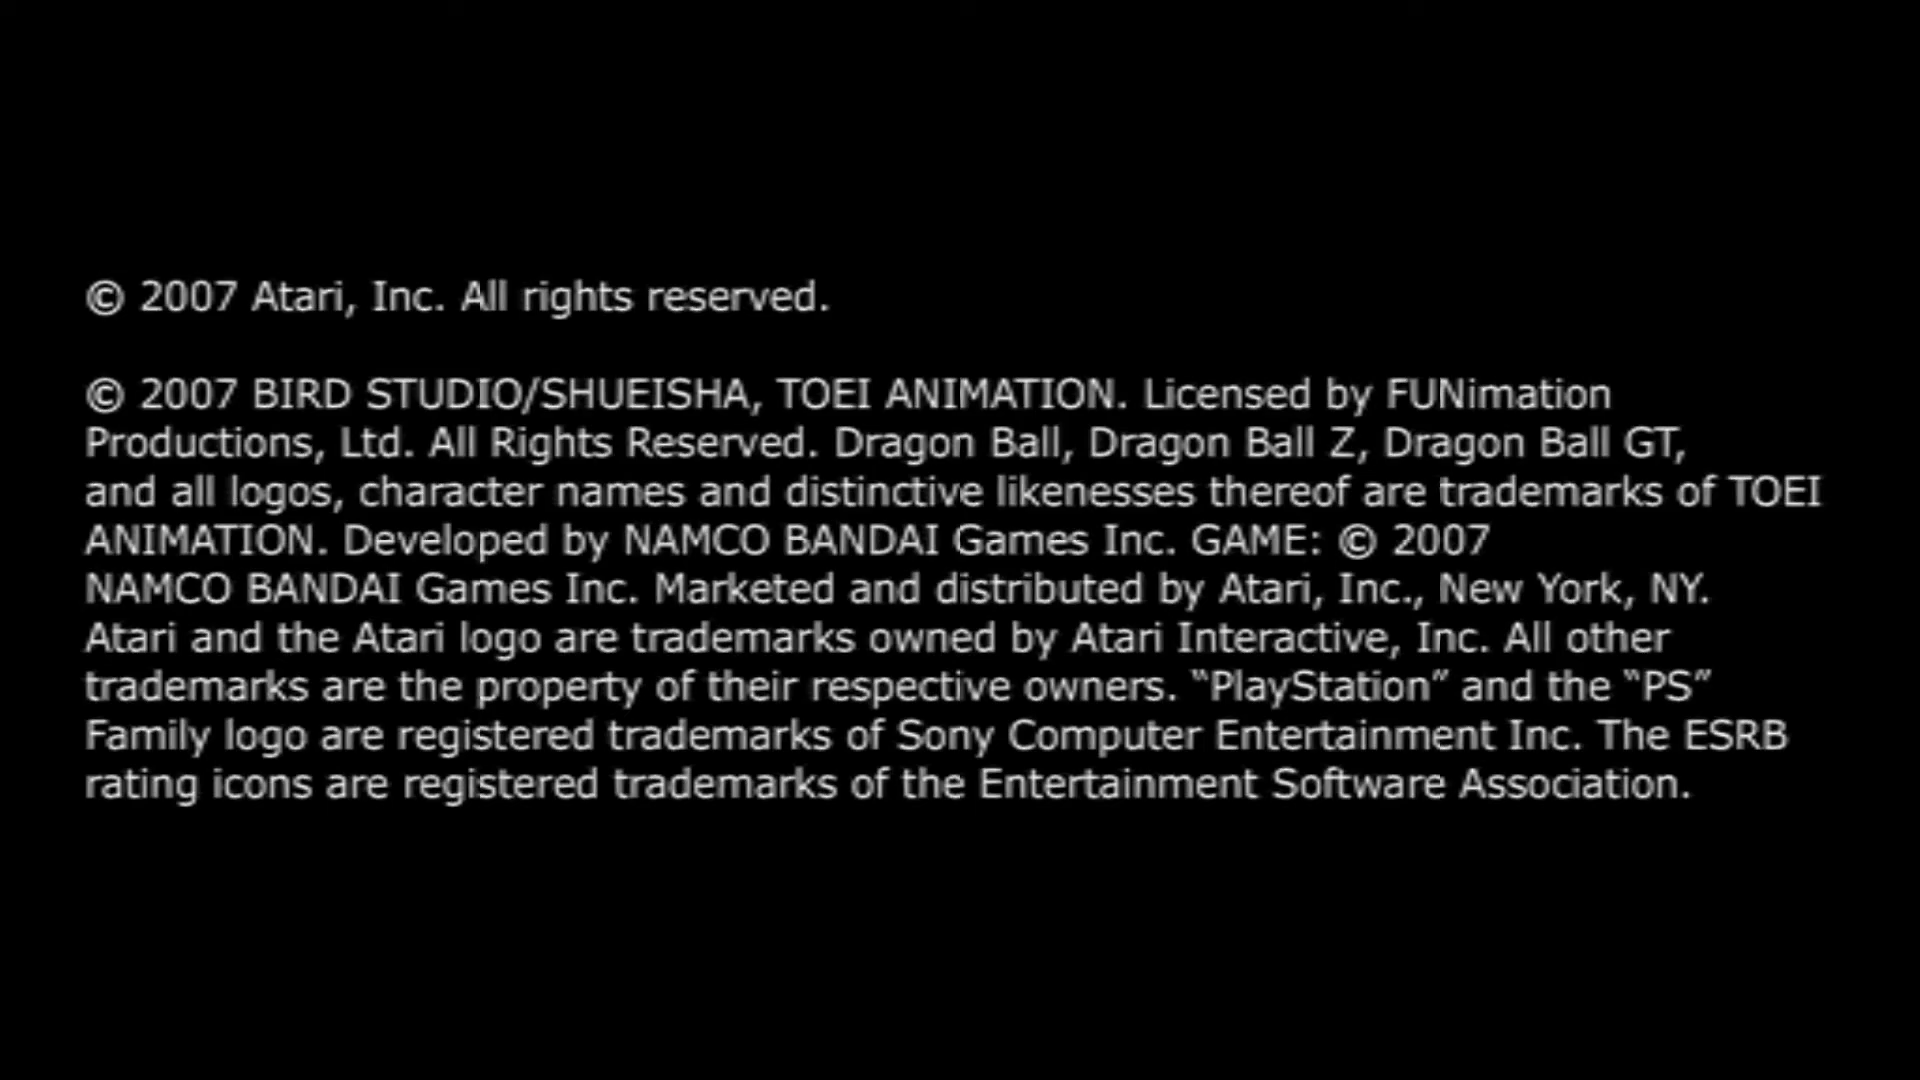 © 2007 Atari, Inc. All rights reserved.
© 2007 BIRD STUDIO/SHUEISHA, TOEI ANIMATION. Licensed by FUNimation
Productions, Ltd. All Rights Reserved. Dragon Ball, Dragon Ball Z, Dragon Ball GT,
and all logos, character names and distinctive likenesses thereof are trademarks of TOEI
ANIMATION. Developed by NAMCO BANDAI Games Inc. GAME: © 2007
NAMCO BANDAI Games Inc. Marketed and distributed by Atari, Inc., New York, NY.
Atari and the Atari logo are trademarks owned by Atari Interactive, Inc. All other
trademarks are the property of their respective owners. “PlayStation” and the “PS”
Family logo are registered trademarks of Sony Computer Entertainment Inc. The ESRB
rating icons are registered trademarks of the Entertainment Software Association.